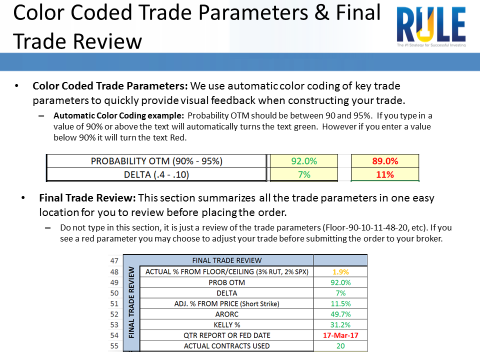 Color Coded Trade Parameters & Final
Trade Review
RULE
• Color Coded Trade Parameters: We use automatic color coding of key trade
parameters to quickly provide visual feedback when constructing your trade.
– Automatic Color Coding example: Probability OTM should be between 90 and 95%. If you type in a
value of 90% or above the text will automatically turns the text green. However if you enter a value
below 90% it will turn the text Red.
PROBABILITY OTM (90% - 95%) 92.0% 89.0%
DELTA (.4 - .10) 7% 11%
• Final Trade Review: This section summarizes all the trade parameters in one easy
location for you to review before placing the order.
– Do not type in this section, it is just a review of the trade parameters (Floor-90-10-11-48-20, etc). If you
see a red parameter you may choose to adjust your trade before submitting the order to your broker.
FINAL TRADE REVIEW
47 FINAL TRADE REVIEW
48 ACTUAL % FROM FLOOR/CEILING (3% RUT, 2% SPX) 1.9%
49 PROB OTM 92.0%
50 DELTA 7%
51 ADJ. % FROM PRICE (Short Strike) 11.5%
52 ARORC 49.7%
53 KELLY % 31.2%
54 QTR REPORT OR FED DATE 17-Mar-17
55 ACTUAL CONTRACTS USED 20